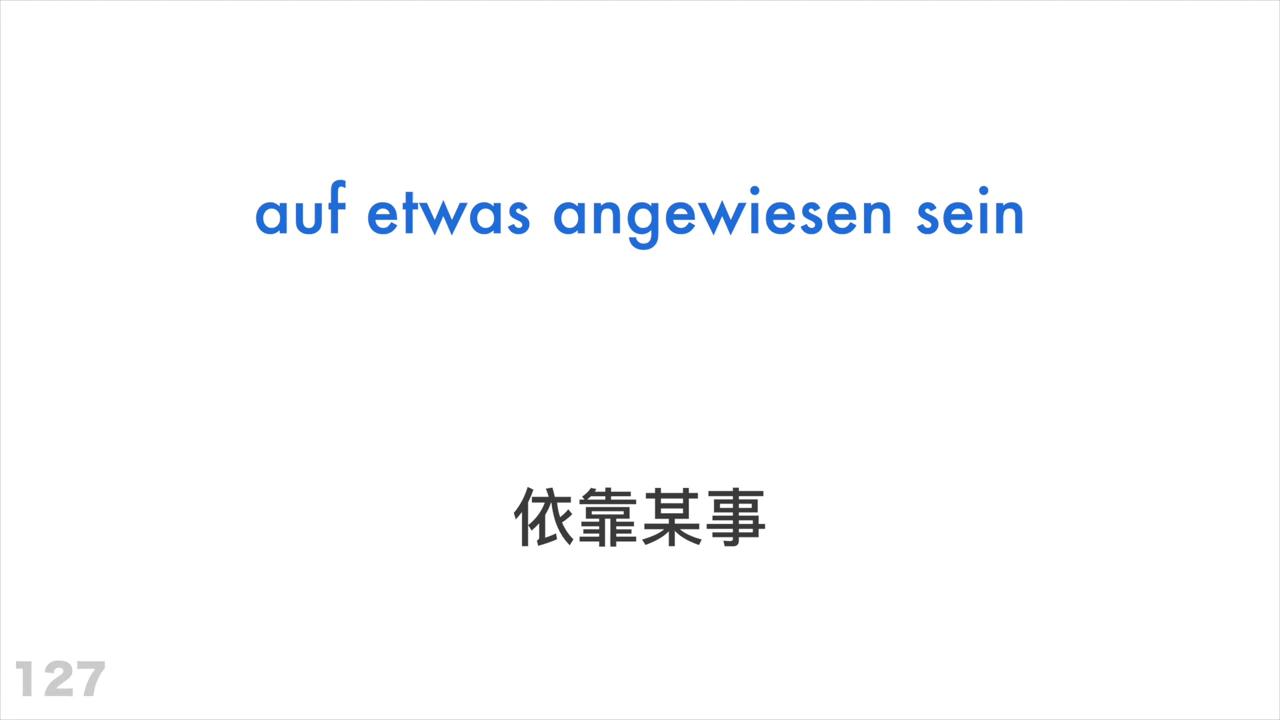 auf etwas angewiesen sein
依靠某事
127